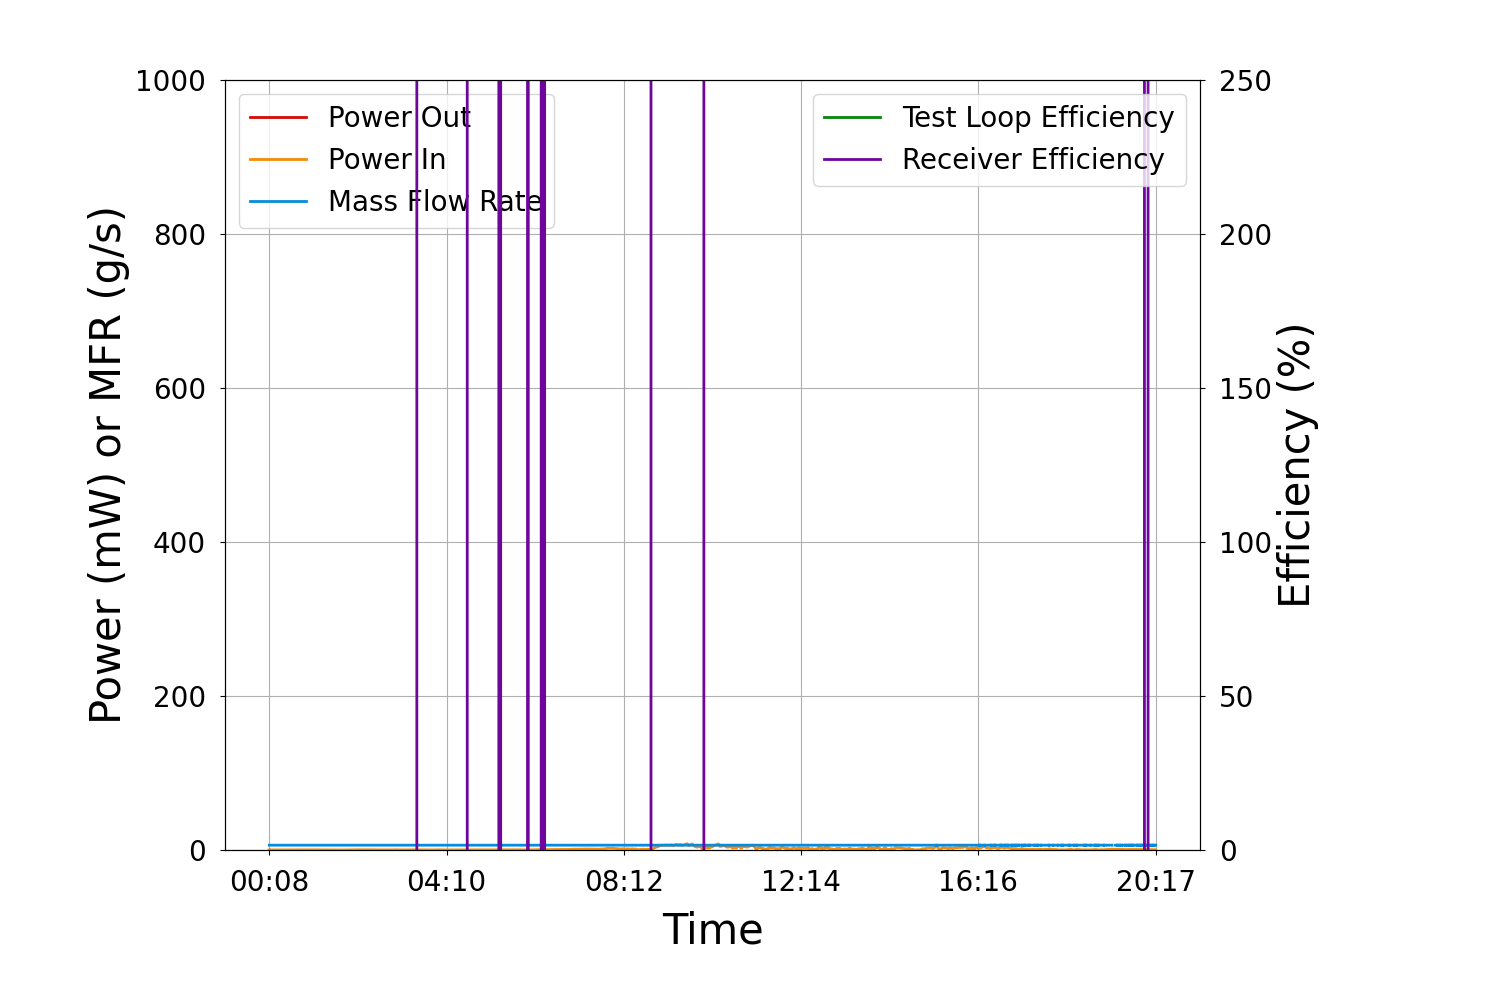 1000
800
600
400
200
0
Power (mW) or MFR (g/s)
Power Out
Power In
Mass Flow Rate
Test Loop Efficiency
Receiver Efficiency
250
200
150
100
50
0
Efficiency (%)
00:08 04:10 08:12 12:14 16:16 20:17
Time